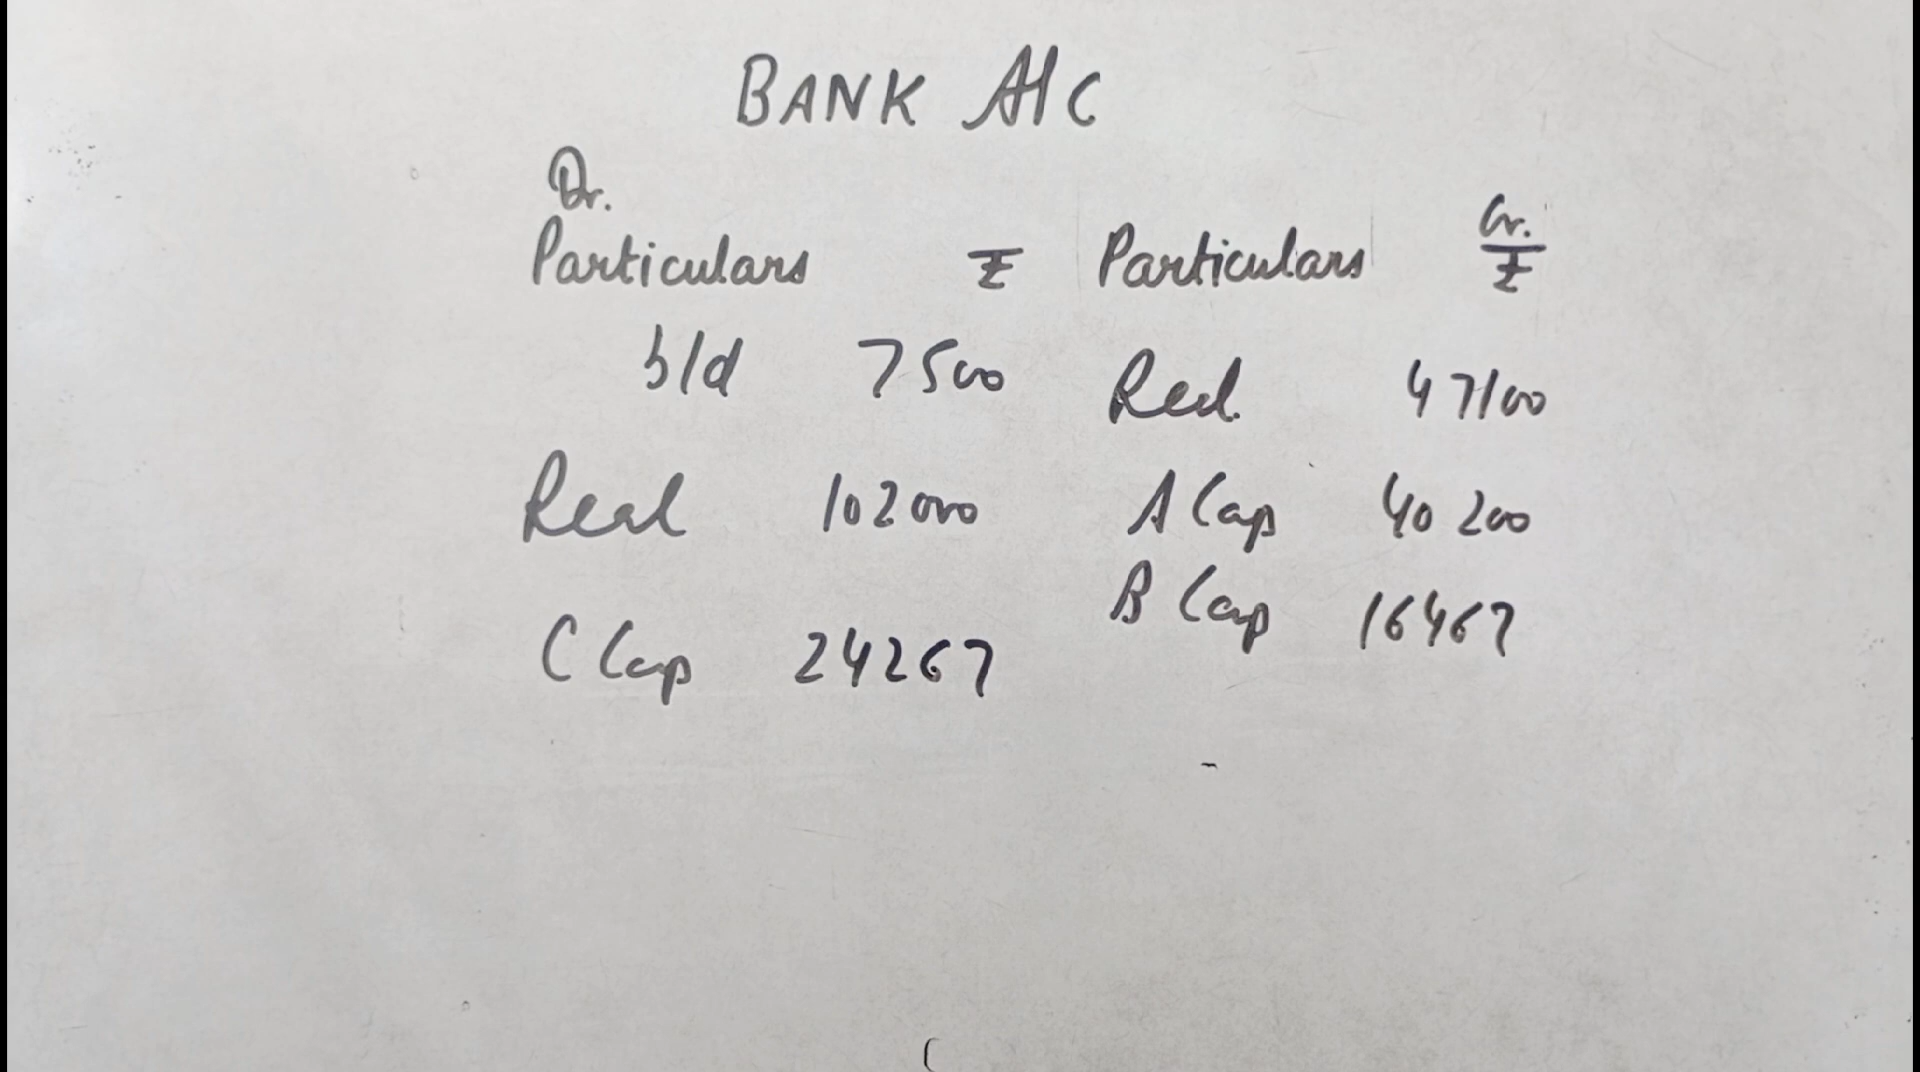 BANK A/C
Dr.
Cr.
Particulars ₹ Particulars ₹
b/d 7500 Real. 47100
Real 102000 A Cap 40200
B Cap 16467
C Cap 24267